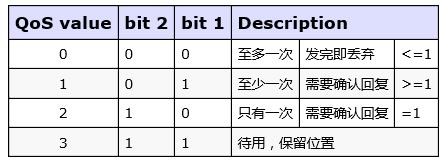 QoS value bit 2 bit 1 Description
0 0 0 至多一次 发完即丢弃 <=1
1 0 1 至少一次 需要确认回复 >=1
2 1 0 只有一次 需要确认回复 =1
3 1 1 待用，保留位置